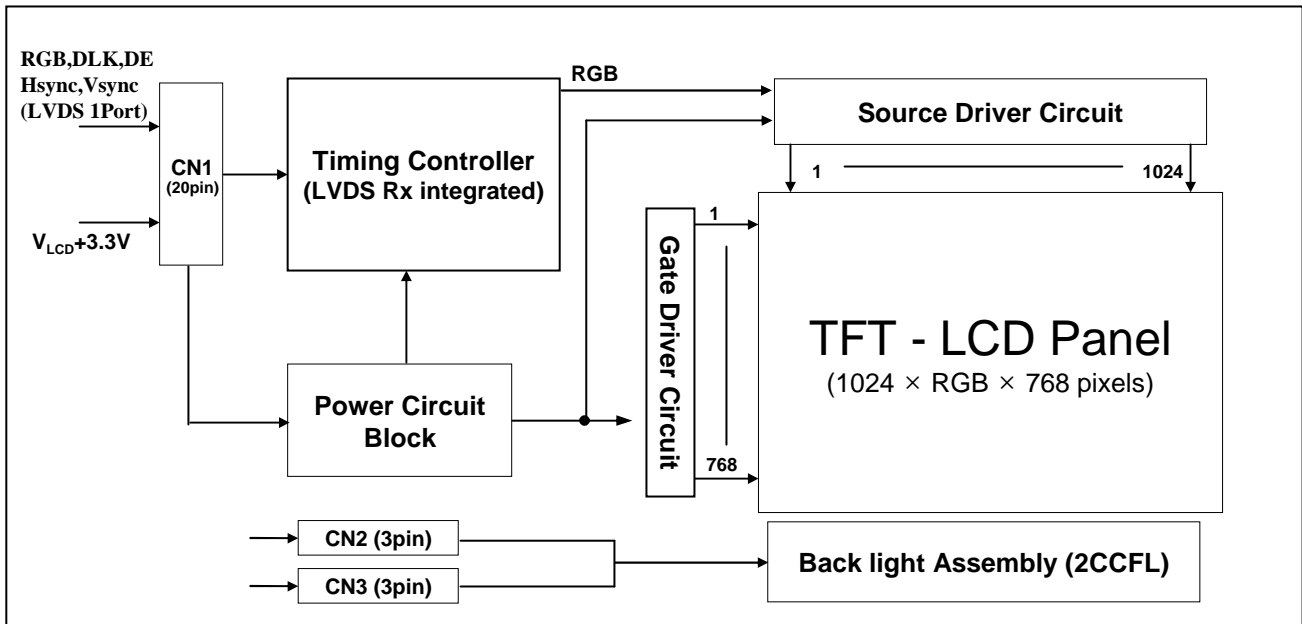 RGB,DLK,DE
Hsync,Vsync
(LVDS 1Port)
CN1
(20pin)
V_LCD+3.3V
Timing Controller
(LVDS Rx integrated)
RGB
Source Driver Circuit
1
1024
Gate Driver Circuit
1
768
TFT - LCD Panel
(1024 × RGB × 768 pixels)
Power Circuit
Block
CN2 (3pin)
CN3 (3pin)
Back light Assembly (2CCFL)